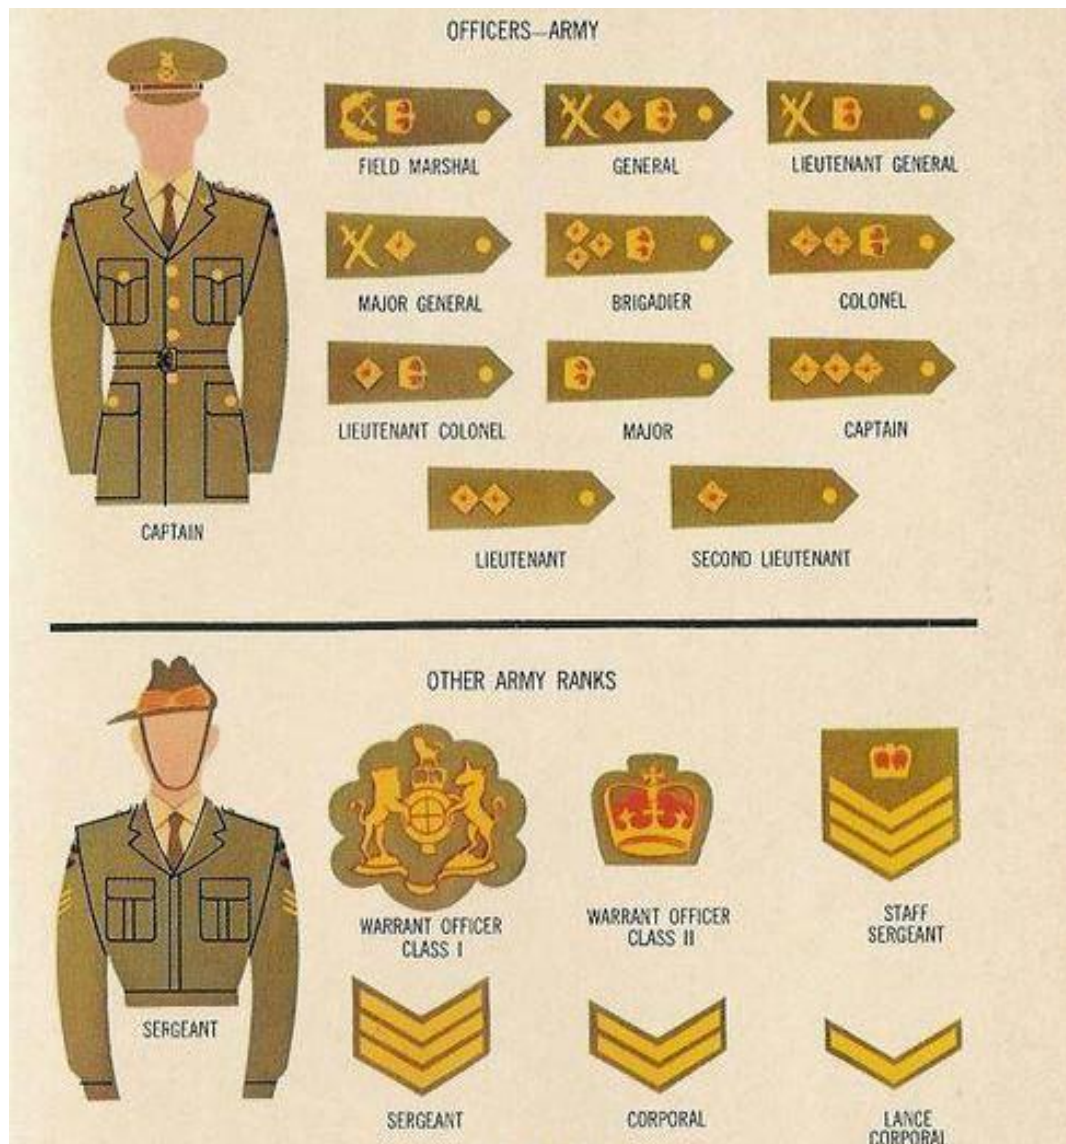 OFFICERS—ARMY
FIELD MARSHAL
GENERAL
LIEUTENANT GENERAL
MAJOR GENERAL
BRIGADIER
COLONEL
LIEUTENANT COLONEL
MAJOR
CAPTAIN
CAPTAIN
LIEUTENANT
SECOND LIEUTENANT
OTHER ARMY RANKS
WARRANT OFFICER
CLASS I
WARRANT OFFICER
CLASS II
STAFF
SERGEANT
SERGEANT
SERGEANT
CORPORAL
LANCE
CORPORAL